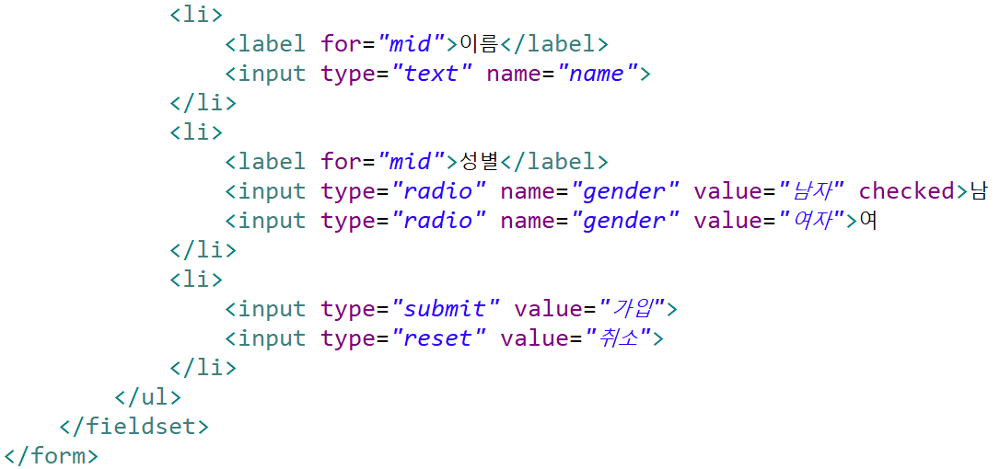 <li>
<label for="mid">이름</label>
<input type="text" name="name">
</li>
<li>
<label for="mid">성별</label>
<input type="radio" name="gender" value="남자" checked>남
<input type="radio" name="gender" value="여자">여
</li>
<li>
<input type="submit" value="가입">
<input type="reset" value="취소">
</li>
</ul>
</fieldset>
</form>